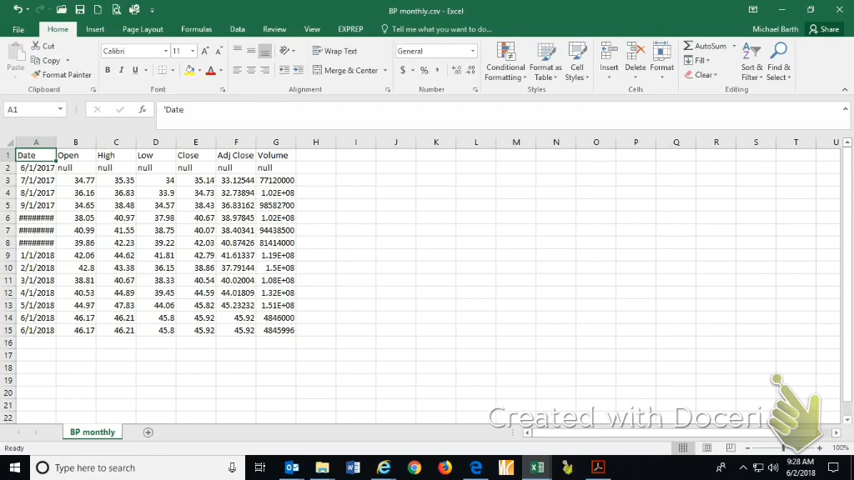 BP monthly.csv - Excel
File Home Insert Page Layout Formulas Data Review View EXPREP Tell me what you want to do... Michael Barth Share
Cut Calibri 11 Wrap Text General AutoSum
Copy
Paste Format Painter B I U Merge & Center $ % Conditional Formatting Format as Table Cell Styles Insert Delete Format Fill Clear Sort & Filter Find & Select
Clipboard Font Alignment Number Styles Cells Editing
A1 'Date
A B C D E F G H I J K L M N O P Q R S T U
1 Date Open High Low Close Adj Close Volume
2 6/1/2017 null null null null null null
3 7/1/2017 34.77 35.35 34 35.14 33.12544 77120000
4 8/1/2017 36.16 36.83 33.9 34.73 32.73894 1.02E+08
5 9/1/2017 34.65 38.48 34.57 38.43 36.83162 98582700
6 ######## 38.05 40.97 37.98 40.67 38.97845 1.02E+08
7 ######## 40.99 41.55 38.75 40.07 38.40341 94438500
8 ######## 39.86 42.23 39.22 42.03 40.87426 81414000
9 1/1/2018 42.06 44.62 41.81 42.79 41.61337 1.19E+08
10 2/1/2018 42.8 43.38 36.15 38.86 37.79144 1.5E+08
11 3/1/2018 38.81 40.67 38.33 40.54 40.02004 1.08E+08
12 4/1/2018 40.53 44.89 39.45 44.59 44.01809 1.32E+08
13 5/1/2018 44.97 47.83 44.06 45.82 45.23232 1.51E+08
14 6/1/2018 46.17 46.21 45.8 45.92 45.92 4846000
15 6/1/2018 46.17 46.21 45.8 45.92 45.92 4845996
16
17
18
19
20
21
22
Created with Doceri
BP monthly
Ready 100%
Type here to search 9:28 AM
6/2/2018